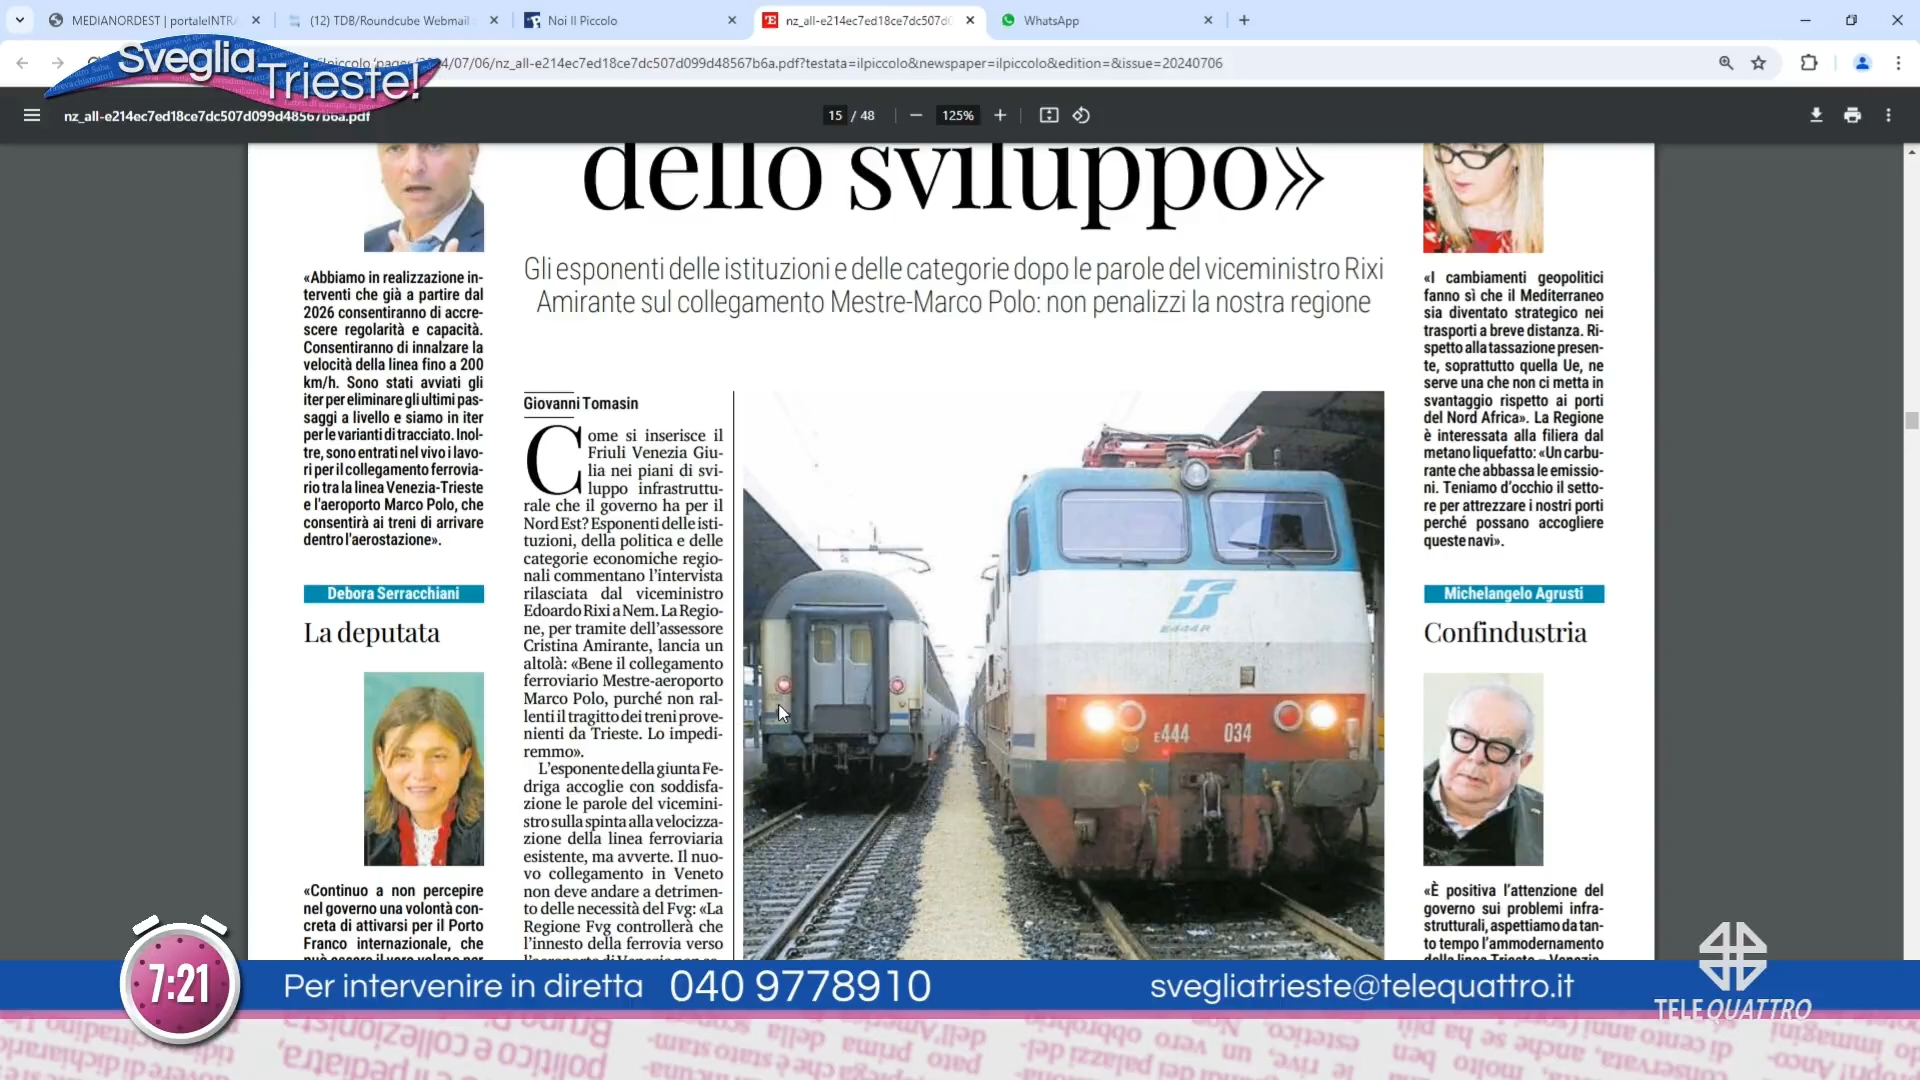 MEDIANORDEST | portaleINTRA
(12) TDB/Roundcube Webmail
Noi Il Piccolo
nz_all-e214ec7ed18ce7dc507d0
WhatsApp
/07/06/nz_all-e214ec7ed18ce7dc507d099d48567b6a.pdf?testata=ilpiccolo&newspaper=ilpiccolo&edition=&issue=20240706
Sveglia
Trieste!
nz_all-e214ec7ed18ce7dc507d099d48567b6a.pdf
15 / 48
125%
dello sviluppo»
Gli esponenti delle istituzioni e delle categorie dopo le parole del viceministro Rixi
Amirante sul collegamento Mestre-Marco Polo: non penalizzi la nostra regione
«Abbiamo in realizzazione in-
terventi che già a partire dal
2026 consentiranno di accre-
scere regolarità e capacità.
Consentiranno di innalzare la
velocità della linea fino a 200
km/h. Sono stati avviati gli
iter per eliminare gli ultimi pas-
saggi a livello e siamo in iter
per le varianti di tracciato. Inol-
tre, sono entrati nel vivo i lavo-
ri per il collegamento ferrovia-
rio tra la linea Venezia-Trieste
e l'aeroporto Marco Polo, che
consentirà ai treni di arrivare
dentro l'aerostazione».
Debora Serracchiani
La deputata
«Continuo a non percepire
nel governo una volontà con-
creta di attivarsi per il Porto
Franco internazionale, che
Giovanni Tomasin
Come si inserisce il
Friuli Venezia Giu-
lia nei piani di svi-
luppo infrastruttu-
rale che il governo ha per il
Nord Est? Esponenti delle isti-
tuzioni, della politica e delle
categorie economiche regio-
nali commentano l'intervista
rilasciata dal viceministro
Edoardo Rixi a Nem. La Regio-
ne, per tramite dell'assessore
Cristina Amirante, lancia un
altolà: «Bene il collegamento
ferroviario Mestre-aeroporto
Marco Polo, purché non ral-
lenti il tragitto dei treni prove-
nienti da Trieste. Lo impedi-
remmo».
L'esponente della giunta Fe-
driga accoglie con soddisfa-
zione le parole del vicemini-
stro sulla spinta alla velocizza-
zione della linea ferroviaria
esistente, ma avverte. Il nuo-
vo collegamento in Veneto
non deve andare a detrimen-
to delle necessità del Fvg: «La
Regione Fvg controllerà che
l'innesto della ferrovia verso
E444R
E444 034
«I cambiamenti geopolitici
fanno sì che il Mediterraneo
sia diventato strategico nei
trasporti a breve distanza. Ri-
spetto alla tassazione presen-
te, soprattutto quella Ue, ne
serve una che non ci metta in
svantaggio rispetto ai porti
del Nord Africa». La Regione
è interessata alla filiera dal
metano liquefatto: «Un carbu-
rante che abbassa le emissio-
ni. Teniamo d'occhio il setto-
re per attrezzare i nostri porti
perché possano accogliere
queste navi».
Michelangelo Agrusti
Confindustria
«È positiva l'attenzione del
governo sui problemi infra-
strutturali, aspettiamo da tan-
to tempo l'ammodernamento
7:21
Per intervenire in diretta 040 9778910
svegliatrieste@telequattro.it
TELEQUATTRO